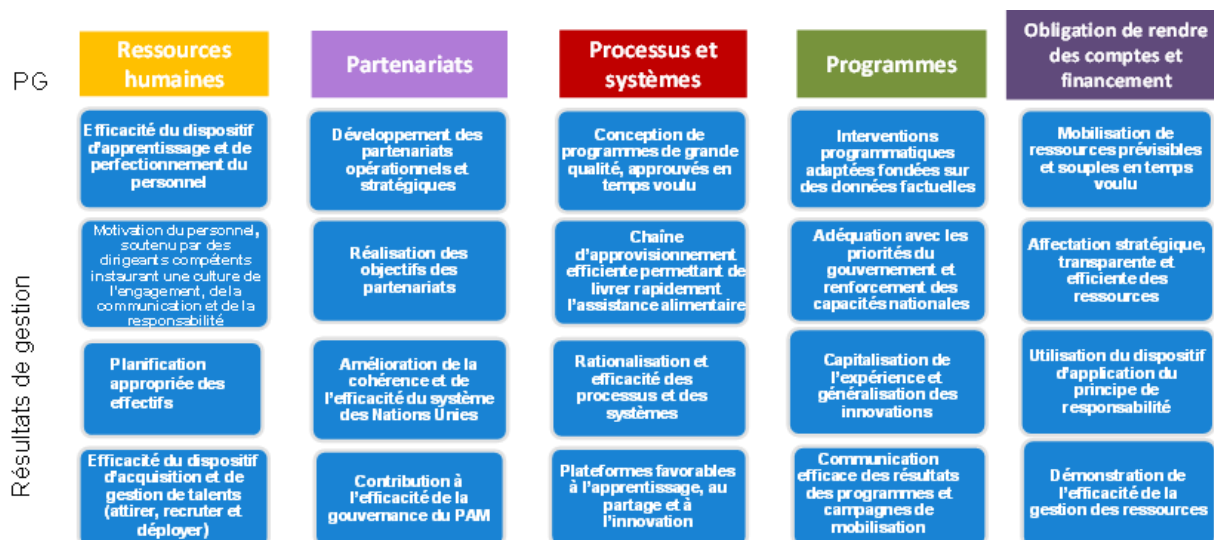 PG
Ressources
humaines
Partenariats
Processus et
systèmes
Programmes
Obligation de rendre
des comptes et
financement
Résultats de gestion
Efficacité du dispositif
d'apprentissage et de
perfectionnement du
personnel
Développement des
partenariats
opérationnels et
stratégiques
Conception de
programmes de grande
qualité, approuvés en
temps voulu
Interventions
programmatiques
adaptées fondées sur
des données factuelles
Mobilisation de
ressources prévisibles
et souples en temps
voulu
Motivation du personnel,
soutenu par des
dirigeants compétents
instaurant une culture de
l'engagement, de la
communication et de la
responsabilité
Réalisation des
objectifs des
partenariats
Chaîne
d'approvisionnement
efficiente permettant de
livrer rapidement
l'assistance alimentaire
Adéquation avec les
priorités du
gouvernement et
renforcement des
capacités nationales
Affectation stratégique,
transparente et
efficiente des
ressources
Planification
appropriée des
effectifs
Amélioration de la
cohérence et de
l'efficacité du système
des Nations Unies
Rationalisation et
efficacité des
processus et des
systèmes
Capitalisation de
l'expérience et
généralisation des
innovations
Utilisation du dispositif
d'application du
principe de
responsabilité
Efficacité du dispositif
d'acquisition et de
gestion de talents
(attirer, recruter et
déployer)
Contribution à
l'efficacité de la
gouvernance du PAM
Plateformes favorables
à l'apprentissage, au
partage et à
l'innovation
Communication
efficace des résultats
des programmes et
campagnes de
mobilisation
Démonstration de
l'efficacité de la
gestion des ressources